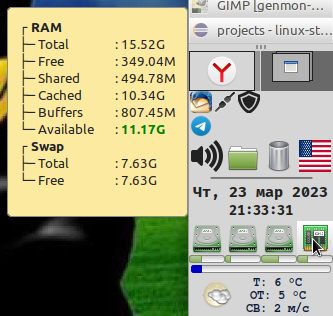 RAM
Total : 15.52G
Free : 349.04M
Shared : 494.78M
Cached : 10.34G
Buffers : 807.45M
Available : 11.17G
Swap
Total : 7.63G
Free : 7.63G
GIMP [genmon-
projects - linux-st...
Чт, 23 мар 2023
21:33:31
Т: 6 °C
ОТ: 5 °C
СВ: 2 м/с